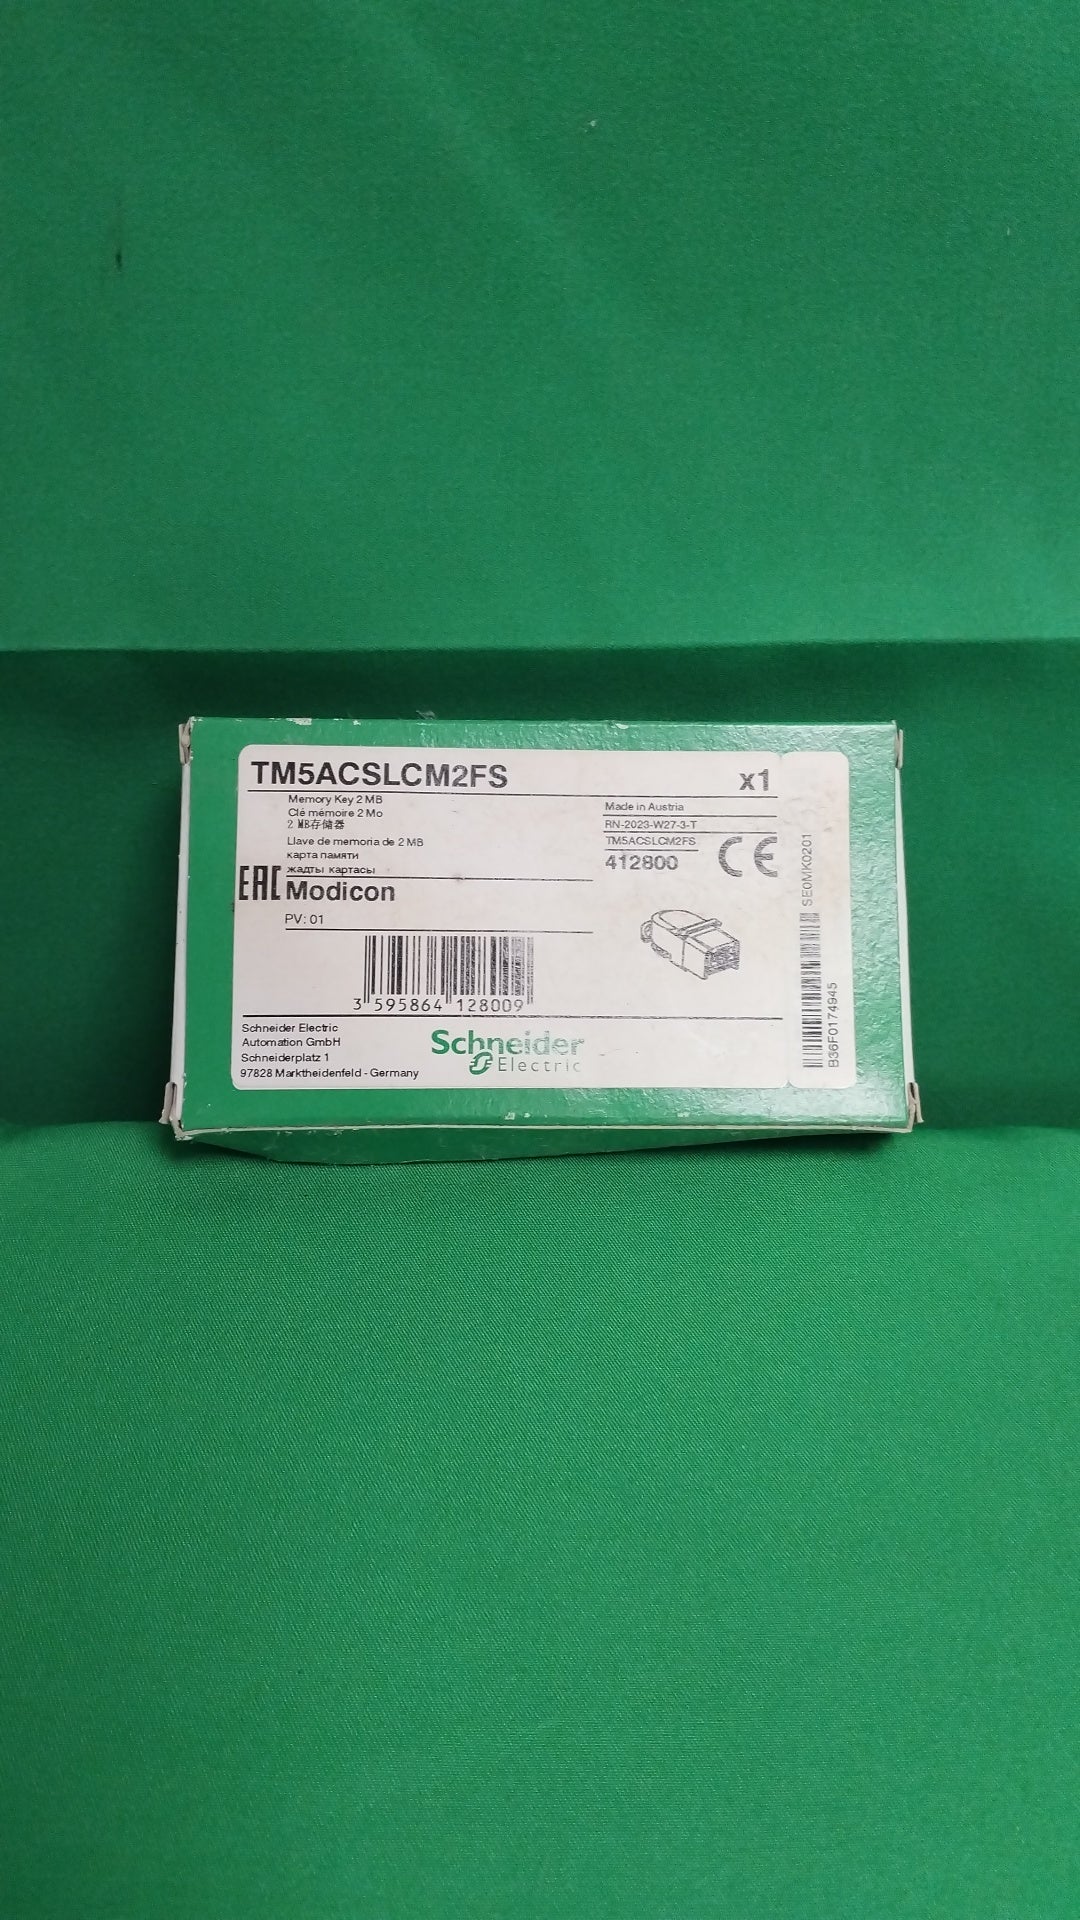 TM5ACSLCM2FS
x1
Memory Key 2 MB
Clé mémoire 2 Mo
2 MB存储器
Llave de memoria de 2 MB
карта памяти
жадты картасы
EAC
Modicon
PV: 01
Made in Austria
RN-2023-W27-3-T
TM5ACSLCM2FS
412800
CE
3 595864 128009
Schneider Electric
Automation GmbH
Schneiderplatz 1
97828 Marktheidenfeld - Germany
Schneider
Electric
SE0MK0201
B36F0174945